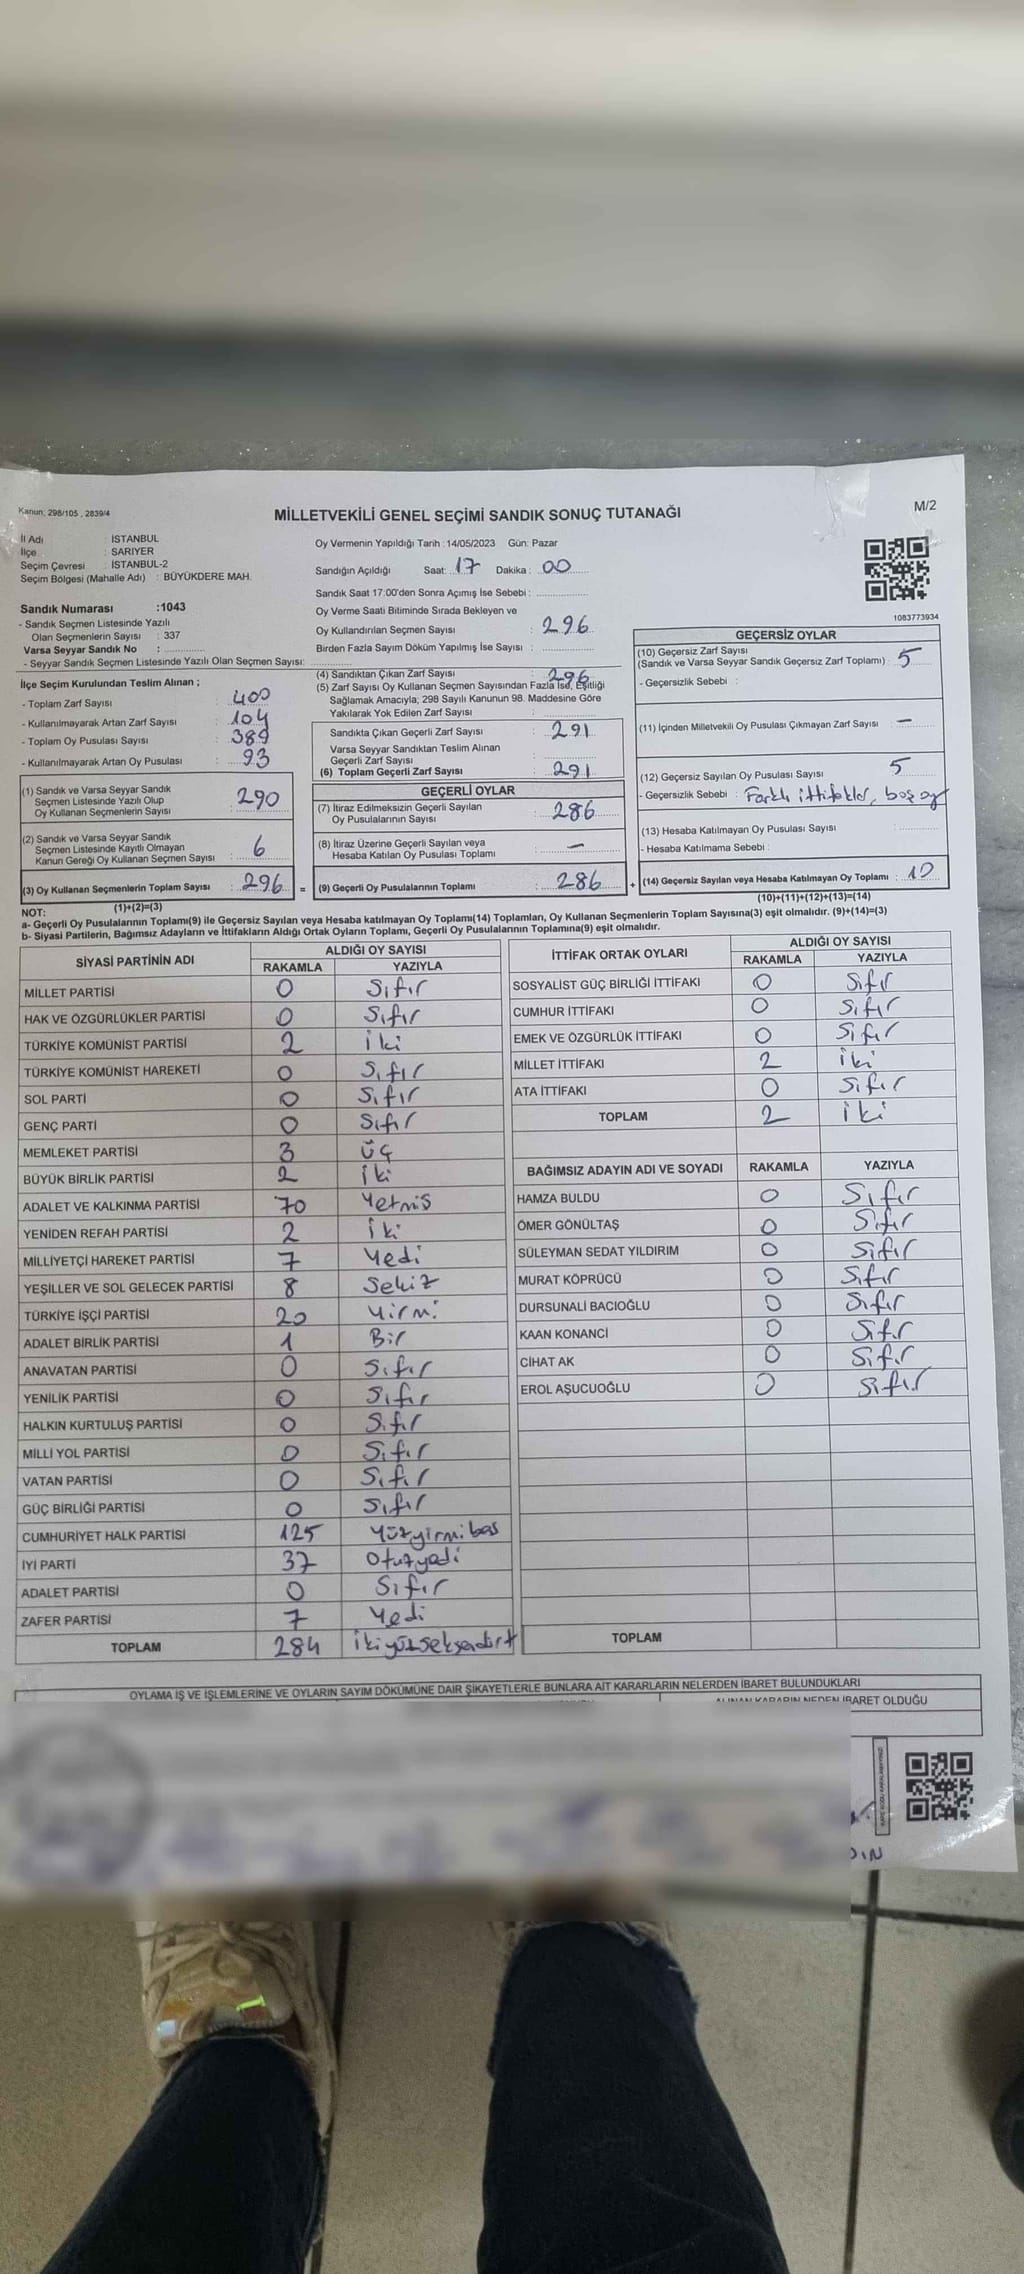 Kanun; 298/105 , 2839/4
MİLLETVEKİLİ GENEL SEÇİMİ SANDIK SONUÇ TUTANAĞI
M/2
İl Adı : İSTANBUL
İlçe : SARIYER
Seçim Çevresi : İSTANBUL-2
Seçim Bölgesi (Mahalle Adı) : BÜYÜKDERE MAH.
Sandık Numarası :1043
- Sandık Seçmen Listesinde Yazılı
Olan Seçmenlerin Sayısı : 337
Varsa Seyyar Sandık No :
- Seyyar Sandık Seçmen Listesinde Yazılı Olan Seçmen Sayısı:
Oy Vermenin Yapıldığı Tarih : 14/05/2023 Gün: Pazar
Sandığın Açıldığı Saat: 17 Dakika : 00
Sandık Saat 17:00'den Sonra Açımış İse Sebebi :
Oy Verme Saati Bitiminde Sırada Bekleyen ve
Oy Kullandırılan Seçmen Sayısı : 296
Birden Fazla Sayım Döküm Yapılmış İse Sayısı :
1083773934
İlçe Seçim Kurulundan Teslim Alınan ;
- Toplam Zarf Sayısı : 400
- Kullanılmayarak Artan Zarf Sayısı : 104
- Toplam Oy Pusulası Sayısı : 389
- Kullanılmayarak Artan Oy Pusulası : 93
(1) Sandık ve Varsa Seyyar Sandık
Seçmen Listesinde Yazılı Olup
Oy Kullanan Seçmenlerin Sayısı : 290
(2) Sandık ve Varsa Seyyar Sandık
Seçmen Listesinde Kayıtlı Olmayan
Kanun Gereği Oy Kullanan Seçmen Sayısı : 6
(3) Oy Kullanan Seçmenlerin Toplam Sayısı : 296 =
(1)+(2)=(3)
(4) Sandıktan Çıkan Zarf Sayısı : 296
(5) Zarf Sayısı Oy Kullanan Seçmen Sayısından Fazla İse, Eşitliği
Sağlamak Amacıyla; 298 Sayılı Kanunun 98. Maddesine Göre
Yakılarak Yok Edilen Zarf Sayısı :
Sandıkta Çıkan Geçerli Zarf Sayısı : 291
Varsa Seyyar Sandıktan Teslim Alınan
Geçerli Zarf Sayısı :
(6) Toplam Geçerli Zarf Sayısı : 291
GEÇERLİ OYLAR
(7) İtiraz Edilmeksizin Geçerli Sayılan
Oy Pusulalarının Sayısı : 286
(8) İtiraz Üzerine Geçerli Sayılan veya
Hesaba Katılan Oy Pusulası Toplamı : —
(9) Geçerli Oy Pusulalarının Toplamı : 286 +
GEÇERSİZ OYLAR
(10) Geçersiz Zarf Sayısı
(Sandık ve Varsa Seyyar Sandık Geçersiz Zarf Toplamı) : 5
- Geçersizlik Sebebi :
(11) İçinden Milletvekili Oy Pusulası Çıkmayan Zarf Sayısı : —
(12) Geçersiz Sayılan Oy Pusulası Sayısı 5
- Geçersizlik Sebebi : Farklı ittifaklar, boş oy
(13) Hesaba Katılmayan Oy Pusulası Sayısı :
- Hesaba Katılmama Sebebi :
(14) Geçersiz Sayılan veya Hesaba Katılmayan Oy Toplamı : 10
(10)+(11)+(12)+(13)=(14)
NOT:
a- Geçerli Oy Pusulalarının Toplamı(9) ile Geçersiz Sayılan veya Hesaba katılmayan Oy Toplamı(14) Toplamları, Oy Kullanan Seçmenlerin Toplam Sayısına(3) eşit olmalıdır. (9)+(14)=(3)
b- Siyasi Partilerin, Bağımsız Adayların ve İttifakların Aldığı Ortak Oyların Toplamı, Geçerli Oy Pusulalarının Toplamına(9) eşit olmalıdır.
SİYASİ PARTİNİN ADI ALDIĞI OY SAYISI
RAKAMLA YAZIYLA
MİLLET PARTİSİ 0 Sıfır
HAK VE ÖZGÜRLÜKLER PARTİSİ 0 Sıfır
TÜRKİYE KOMÜNİST PARTİSİ 2 iki
TÜRKİYE KOMÜNİST HAREKETİ 0 Sıfır
SOL PARTİ 0 Sıfır
GENÇ PARTİ 0 Sıfır
MEMLEKET PARTİSİ 3 üç
BÜYÜK BİRLİK PARTİSİ 2 iki
ADALET VE KALKINMA PARTİSİ 70 Yetmiş
YENİDEN REFAH PARTİSİ 2 iki
MİLLİYETÇİ HAREKET PARTİSİ 7 Yedi
YEŞİLLER VE SOL GELECEK PARTİSİ 8 Sekiz
TÜRKİYE İŞÇİ PARTİSİ 20 Yirmi
ADALET BİRLİK PARTİSİ 1 Bir
ANAVATAN PARTİSİ 0 Sıfır
YENİLİK PARTİSİ 0 Sıfır
HALKIN KURTULUŞ PARTİSİ 0 Sıfır
MİLLİ YOL PARTİSİ 0 Sıfır
VATAN PARTİSİ 0 Sıfır
GÜÇ BİRLİĞİ PARTİSİ 0 Sıfır
CUMHURİYET HALK PARTİSİ 125 Yüzyirmibeş
İYİ PARTİ 37 Otuzyedi
ADALET PARTİSİ 0 Sıfır
ZAFER PARTİSİ 7 Yedi
TOPLAM 284 ikiyüzseksendört
İTTİFAK ORTAK OYLARI ALDIĞI OY SAYISI
RAKAMLA YAZIYLA
SOSYALİST GÜÇ BİRLİĞİ İTTİFAKI 0 Sıfır
CUMHUR İTTİFAKI 0 Sıfır
EMEK VE ÖZGÜRLÜK İTTİFAKI 0 Sıfır
MİLLET İTTİFAKI 2 iki
ATA İTTİFAKI 0 Sıfır
TOPLAM 2 iki
BAĞIMSIZ ADAYIN ADI VE SOYADI RAKAMLA YAZIYLA
HAMZA BULDU 0 Sıfır
ÖMER GÖNÜLTAŞ 0 Sıfır
SÜLEYMAN SEDAT YILDIRIM 0 Sıfır
MURAT KÖPRÜCÜ 0 Sıfır
DURSUNALİ BACIOĞLU 0 Sıfır
KAAN KONANCİ 0 Sıfır
CİHAT AK 0 Sıfır
EROL AŞUCUOĞLU 0 Sıfır
TOPLAM
OYLAMA İŞ VE İŞLEMLERİNE VE OYLARIN SAYIM DÖKÜMÜNE DAİR ŞİKAYETLERLE BUNLARA AİT KARARLARIN NELERDEN İBARET BULUNDUKLARI
ALINAN KARARIN NEDEN İBARET OLDUĞU